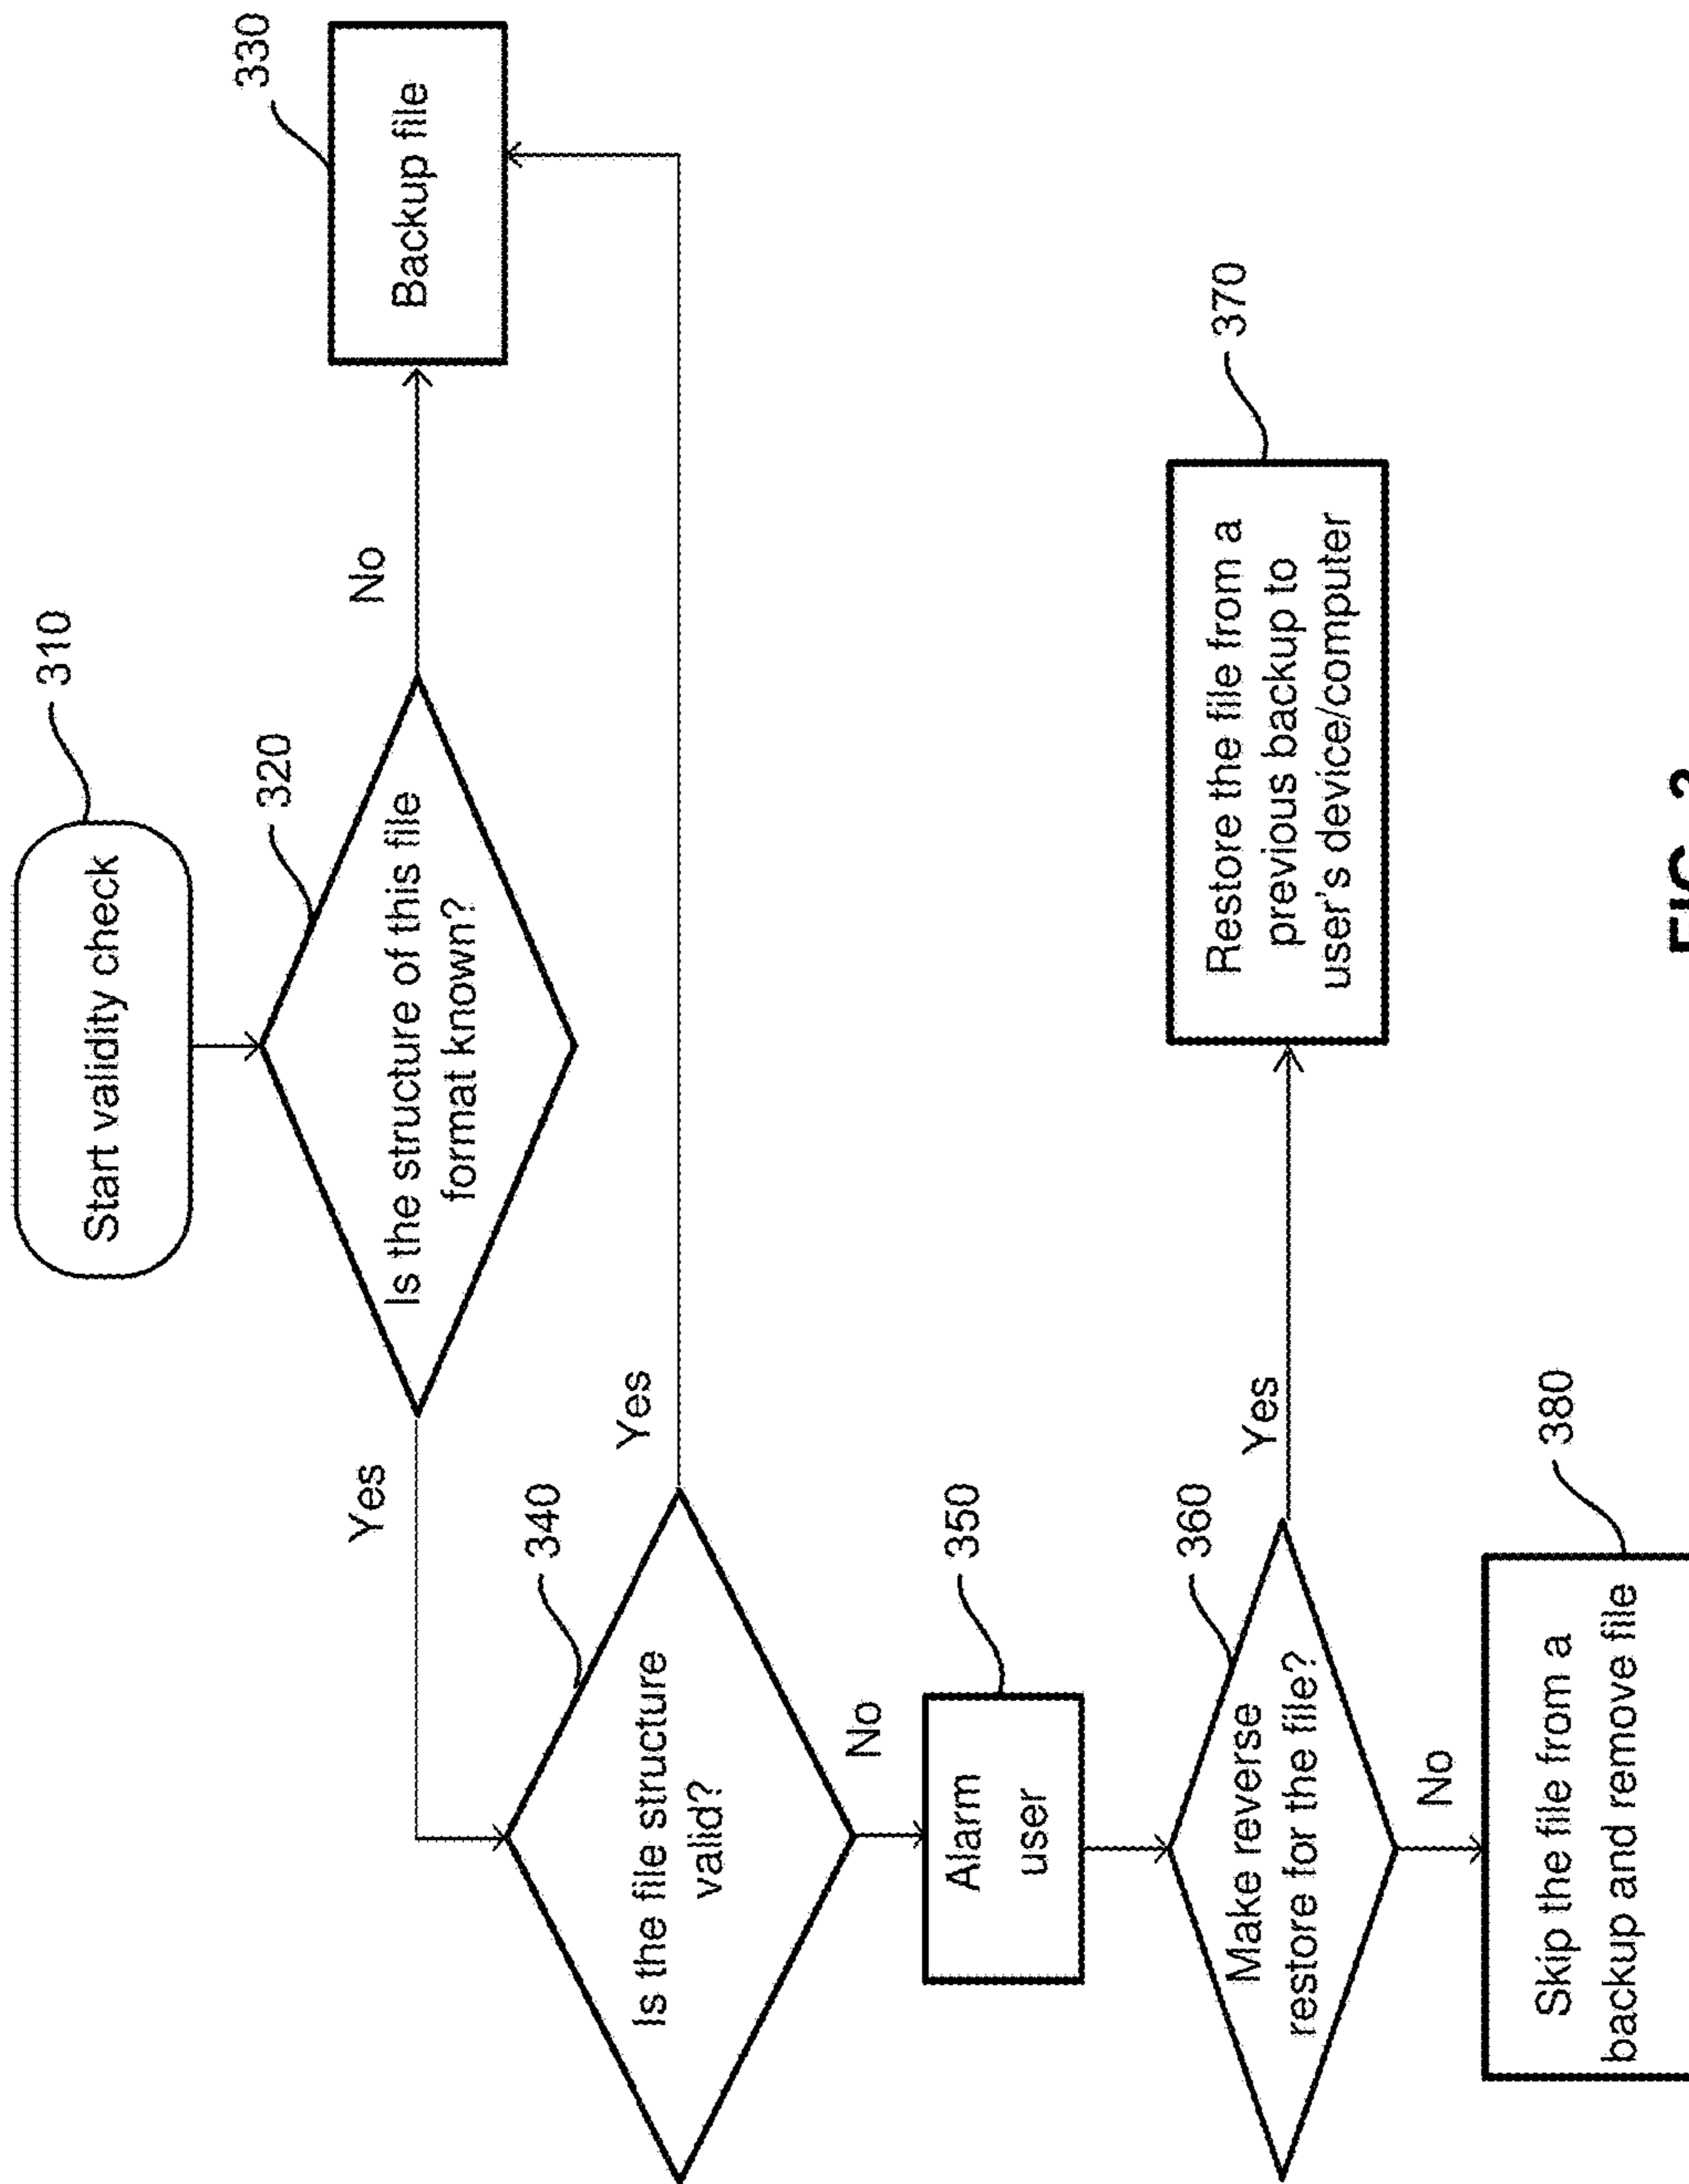 310
Start validity check
320
Is the structure of this file
format known?
No
330
Backup file
Yes
340
Is the file structure
valid?
Yes
No
350
Alarm
user
360
Make reverse
restore for the file?
Yes
370
Restore the file from a
previous backup to
user's device/computer
No
380
Skip the file from a
backup and remove file
FIG.